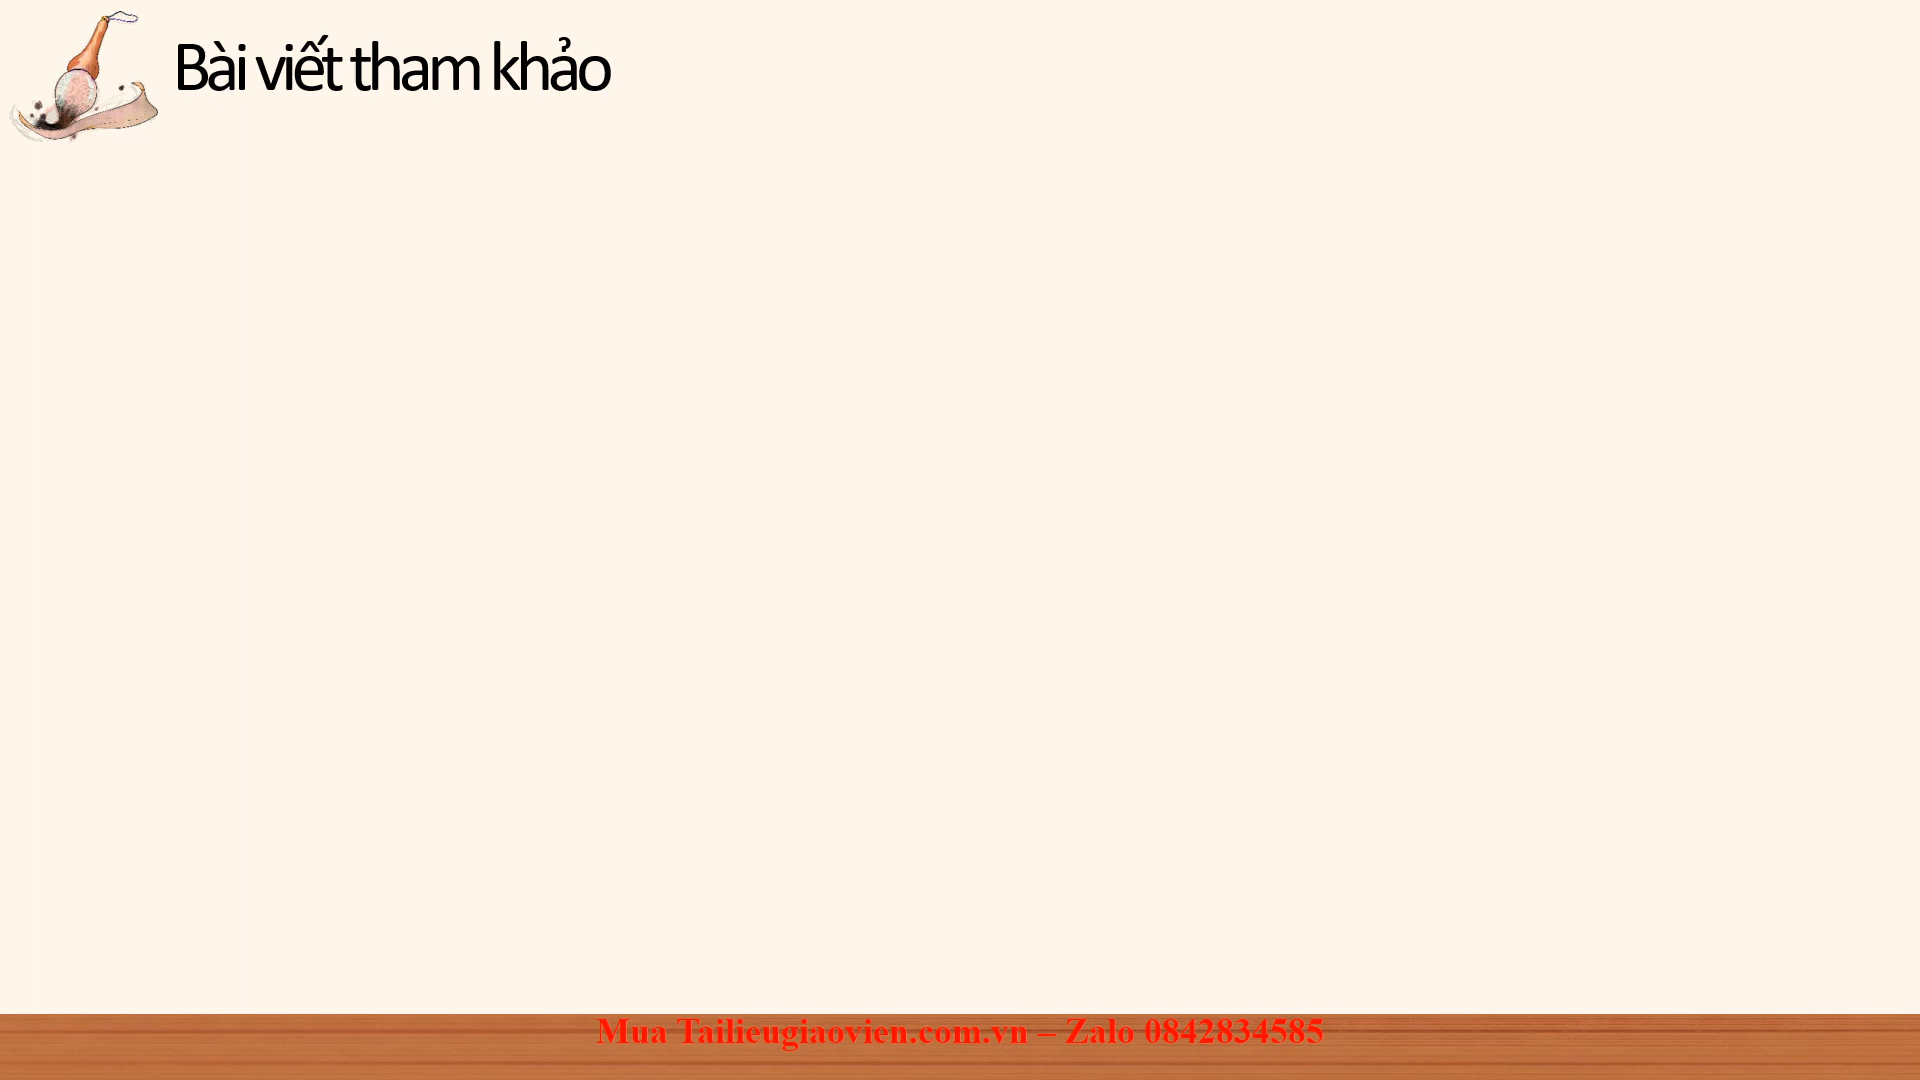 Bài viết tham khảo
Mua Tailieugiaovien.com.vn – Zalo 0842834585